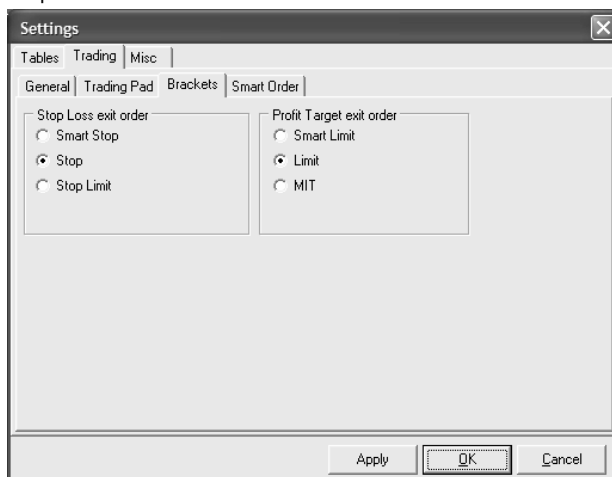 Settings
Tables Trading Misc
General Trading Pad Brackets Smart Order
Stop Loss exit order Profit Target exit order
Smart Stop Smart Limit
Stop Limit
Stop Limit MIT
Apply OK Cancel